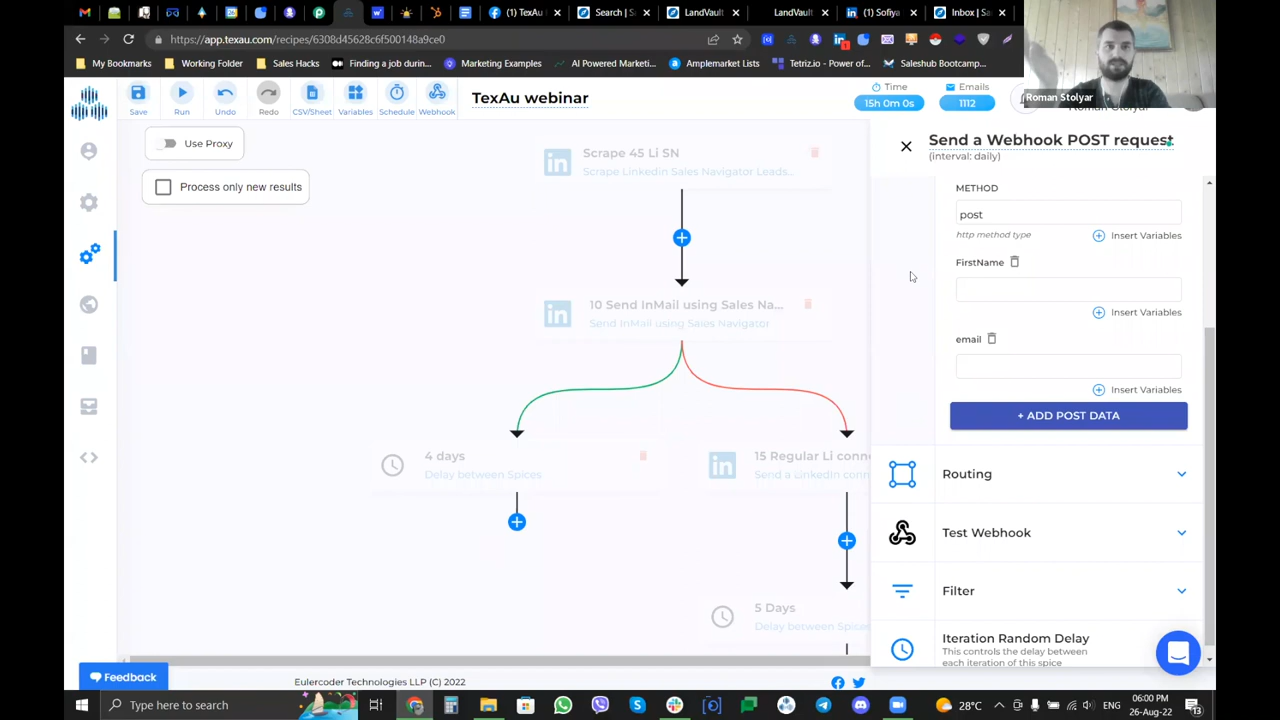 (1) TexAu
Search | S
LandVault
LandVault
(1) Sofiya
Inbox | Sa
https://app.texau.com/recipes/6308d45628c6f500148a9ce0
My Bookmarks
Working Folder
Sales Hacks
Finding a job durin...
Marketing Examples
AI Powered Marketi...
Amplemarket Listas
Tetriz.io - Power of...
Saleshub Bootcamp...
Save
Run
Undo
Redo
CSV/Sheet
Variables
Schedule
Webhook
TexAu webinar
Time
15h 0m 0s
Emails
1112
Roman Stolyar
Roman Stolyar
Use Proxy
Process only new results
Scrape 45 Li SN
Scrape Linkedin Sales Navigator Leads...
10 Send InMail using Sales Na...
Send InMail using Sales Navigator
4 days
Delay between Spices
15 Regular Li conn
Send a LinkedIn conn
5 Days
Delay between Spices
Send a Webhook POST request
(interval: daily)
METHOD
post
http method type
Insert Variables
FirstName
Insert Variables
email
Insert Variables
+ ADD POST DATA
Routing
Test Webhook
Filter
Iteration Random Delay
This controls the delay between
each iteration of this spice
Feedback
Eulercoder Technologies LLP (C) 2022
Type here to search
28°C
ENG
06:00 PM
26-Aug-22